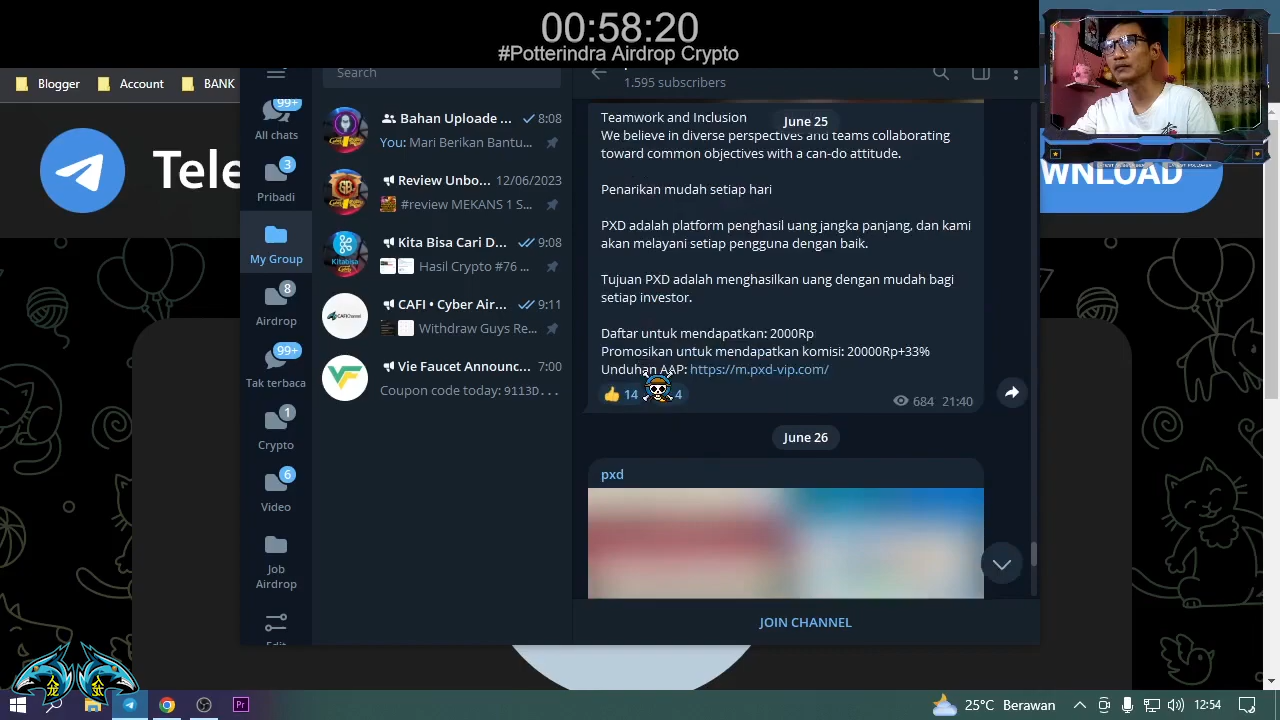 00:58:20
#Potterindra Airdrop Crypto
Blogger
Account
BANK
Tele
WNLOAD
Search
1.595 subscribers
99+
All chats
3
Pribadi
My Group
8
Airdrop
99+
Tak terbaca
1
Crypto
6
Video
Job
Airdrop
Bahan Uploade ...
8:08
You: Mari Berikan Bantu...
Review Unbo...
12/06/2023
#review MEKANS 1 S...
Kita Bisa Cari D...
9:08
Hasil Crypto #76 ...
CAFI • Cyber Air...
9:11
Withdraw Guys Re...
Vie Faucet Announc...
7:00
Coupon code today: 9113D...
June 25
Teamwork and Inclusion
We believe in diverse perspectives and teams collaborating
toward common objectives with a can-do attitude.
Penarikan mudah setiap hari
PXD adalah platform penghasil uang jangka panjang, dan kami
akan melayani setiap pengguna dengan baik.
Tujuan PXD adalah menghasilkan uang dengan mudah bagi
setiap investor.
Daftar untuk mendapatkan: 2000Rp
Promosikan untuk mendapatkan komisi: 20000Rp+33%
Unduhan AAP: https://m.pxd-vip.com/
14
4
684 21:40
June 26
pxd
JOIN CHANNEL
Pr
25°C Berawan
12:54